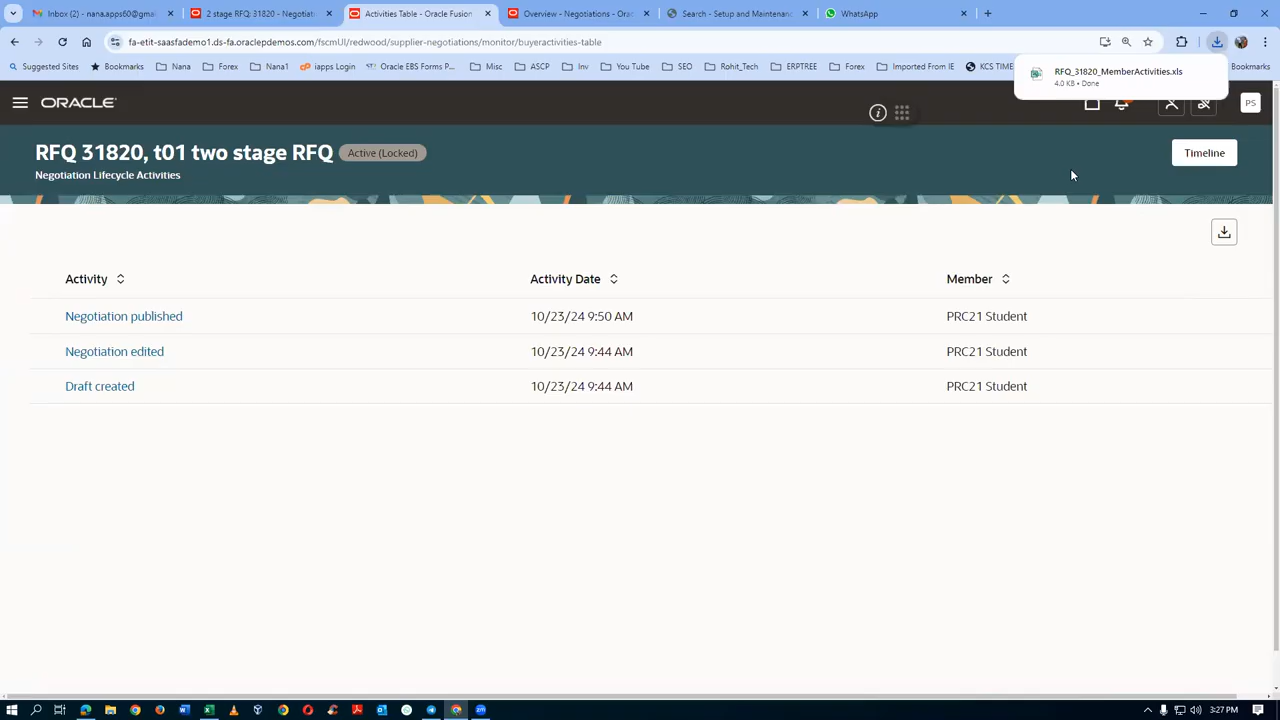 Inbox (2) - nana.apps60@gmai
2 stage RFQ: 31820 - Negotiati
Activities Table - Oracle Fusion
Overview - Negotiations - Orac
Search - Setup and Maintenanc
WhatsApp
fa-etit-saasfademo1.ds-fa.oraclepdemos.com/fscmUI/redwood/supplier-negotiations/monitor/buyeractivities-table
Suggested Sites
Bookmarks
Nana
Forex
Nana1
iapps Login
Oracle EBS Forms P...
Misc
ASCP
Inv
You Tube
SEO
Rohit_Tech
ERPTREE
Forex
Imported From IE
KCS TIME
Bookmarks
RFQ_31820_MemberActivities.xls
4.0 KB • Done
ORACLE
PS
RFQ 31820, t01 two stage RFQ
Active (Locked)
Timeline
Negotiation Lifecycle Activities
Activity
Activity Date
Member
Negotiation published
10/23/24 9:50 AM
PRC21 Student
Negotiation edited
10/23/24 9:44 AM
PRC21 Student
Draft created
10/23/24 9:44 AM
PRC21 Student
3:27 PM